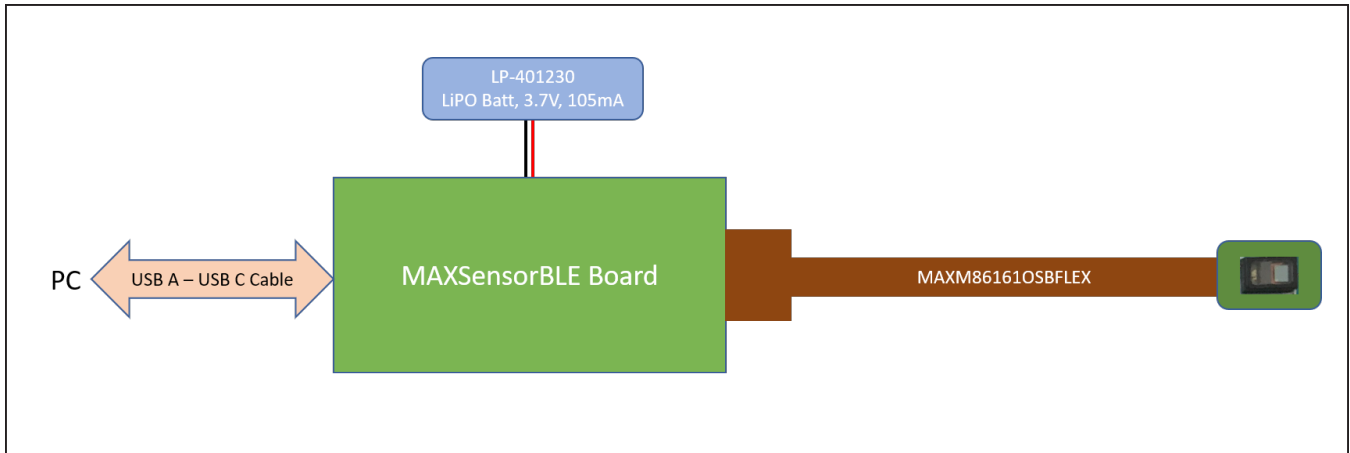 LP-401230
LiPO Batt, 3.7V, 105mA
PC
USB A – USB C Cable
MAXSensorBLE Board
MAXM86161OSBFLEX